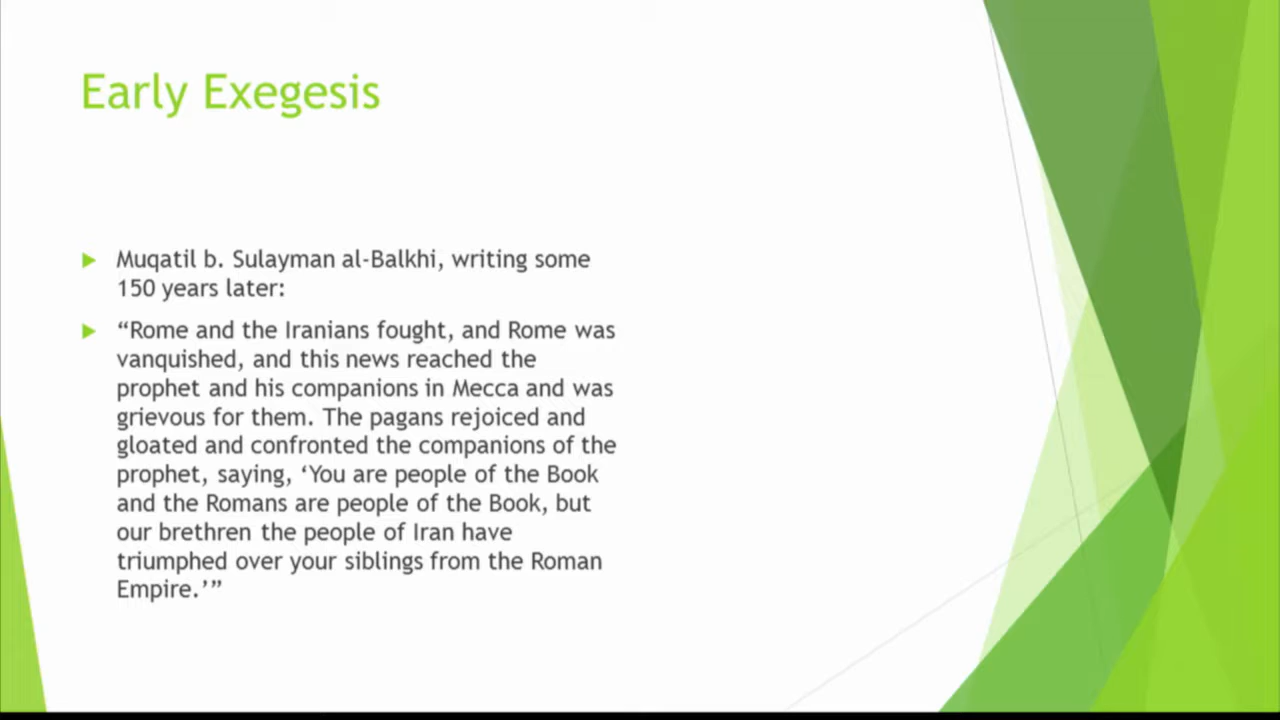 Early Exegesis
Muqatil b. Sulayman al-Balkhi, writing some
150 years later:
“Rome and the Iranians fought, and Rome was
vanquished, and this news reached the
prophet and his companions in Mecca and was
grievous for them. The pagans rejoiced and
gloated and confronted the companions of the
prophet, saying, ‘You are people of the Book
and the Romans are people of the Book, but
our brethren the people of Iran have
triumphed over your siblings from the Roman
Empire.’”